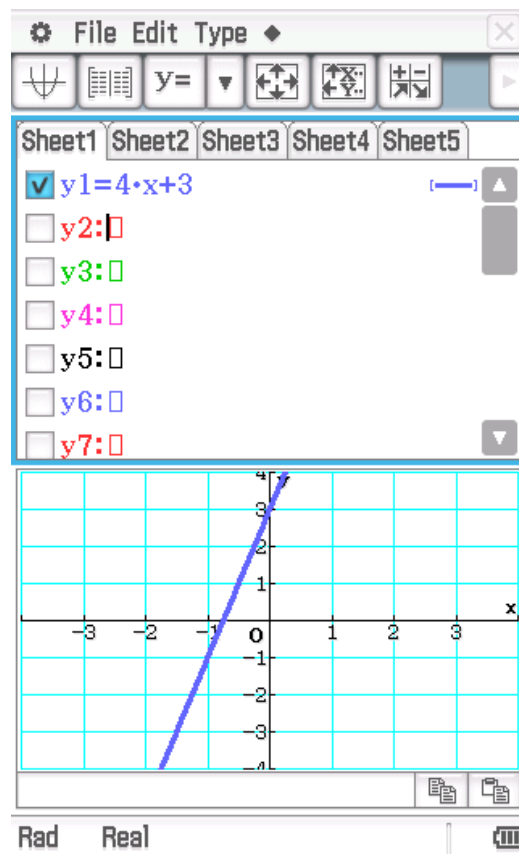 File Edit Type ◆
y=
Sheet1 Sheet2 Sheet3 Sheet4 Sheet5
y1=4·x+3
y2:
y3:
y4:
y5:
y6:
y7:
4 y
3
2
1
x
-3 -2 -1 O 1 2 3
-1
-2
-3
-4
Rad Real